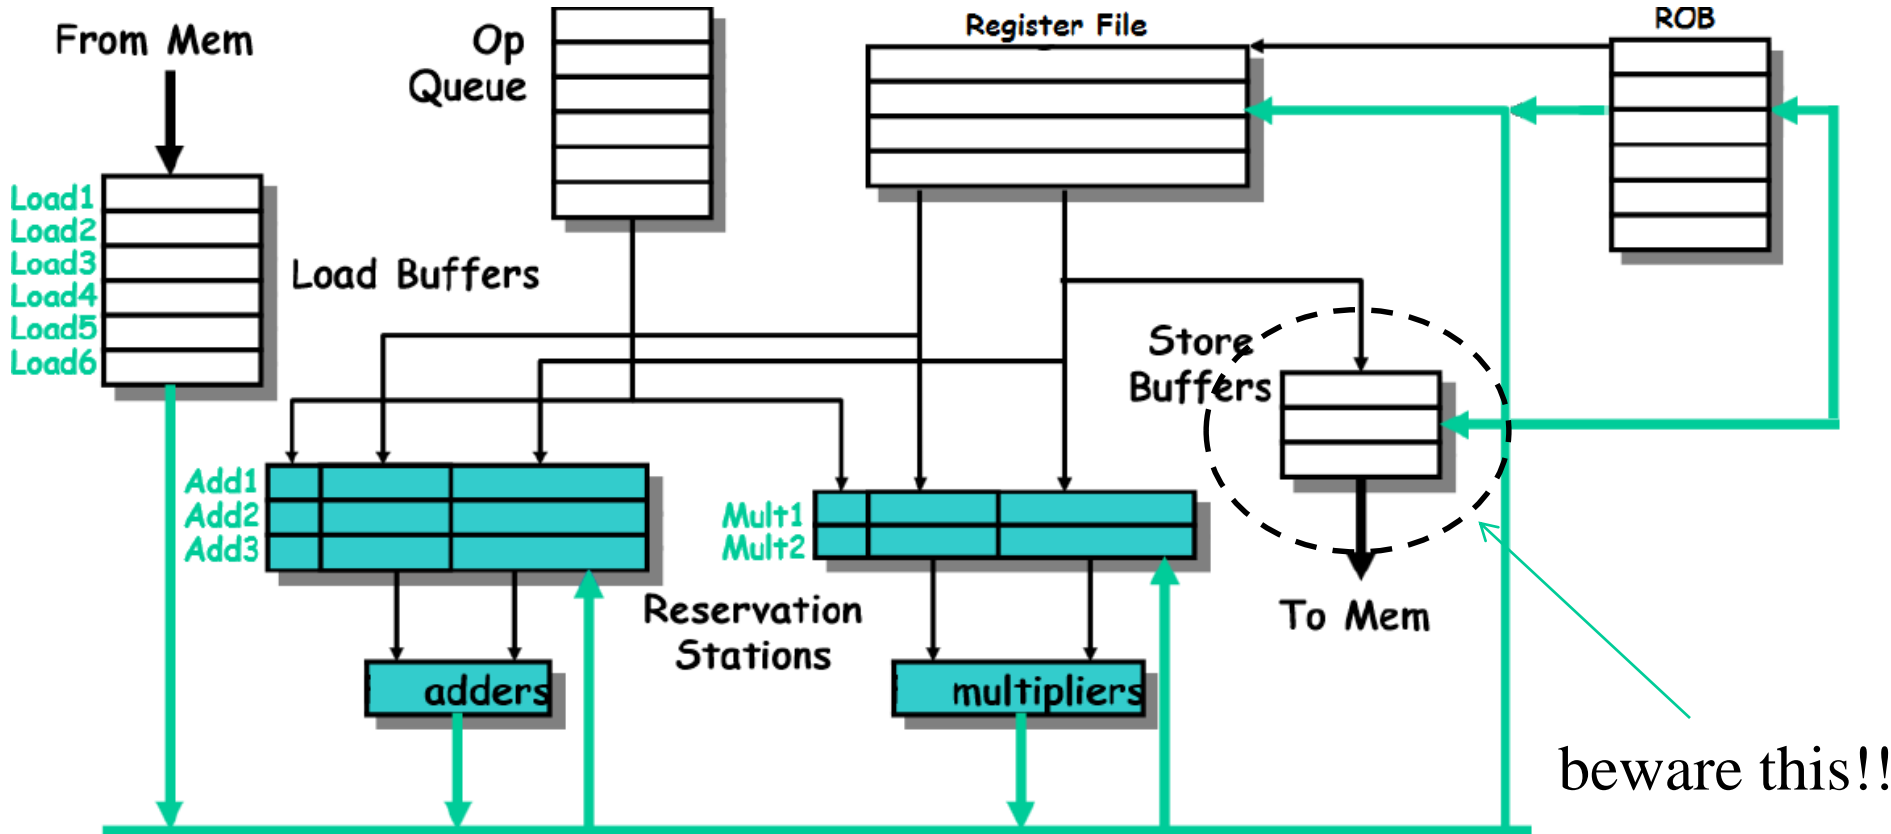 From Mem
Op
Queue
Register File
ROB
Load1
Load2
Load3
Load4
Load5
Load6
Load Buffers
Store
Buffers
Add1
Add2
Add3
Mult1
Mult2
Reservation
Stations
To Mem
adders
multipliers
beware this!!